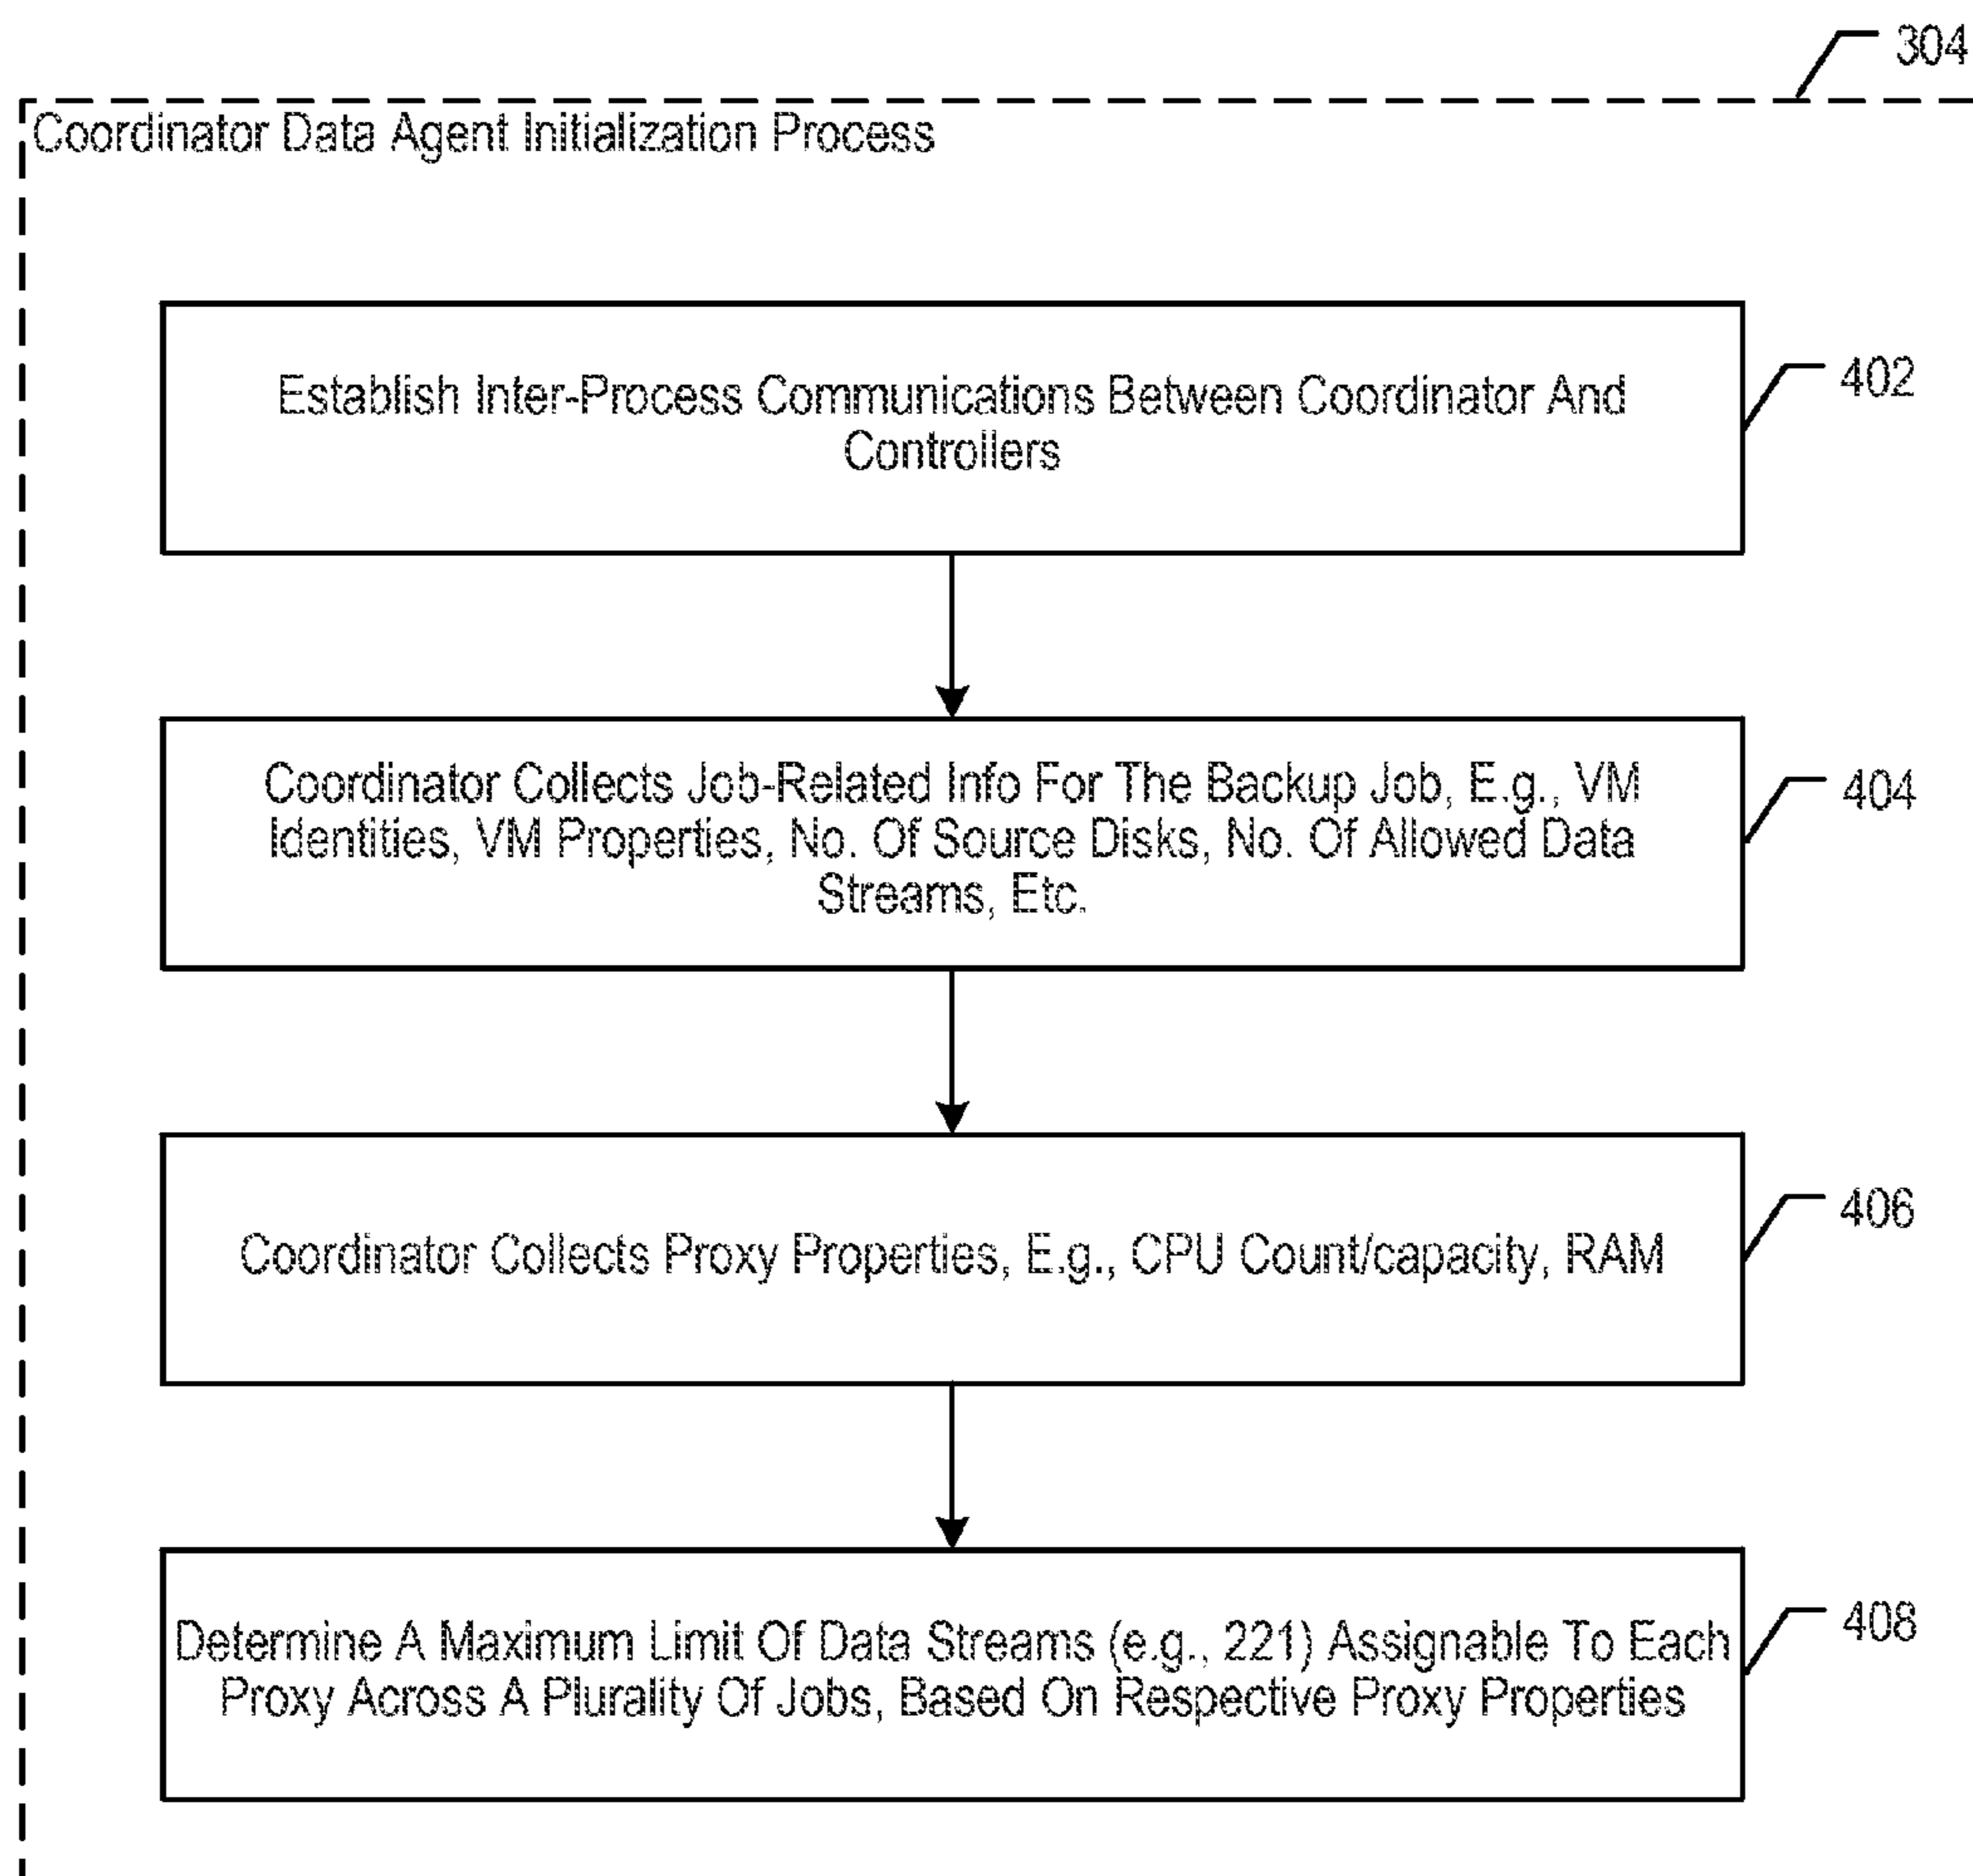 304
Coordinator Data Agent Initialization Process
Establish Inter-Process Communications Between Coordinator And
Controllers
402
Coordinator Collects Job-Related Info For The Backup Job, E.g., VM
Identities, VM Properties, No. Of Source Disks, No. Of Allowed Data
Streams, Etc.
404
Coordinator Collects Proxy Properties, E.g., CPU Count/capacity, RAM
406
Determine A Maximum Limit Of Data Streams (e.g., 221) Assignable To Each
Proxy Across A Plurality Of Jobs, Based On Respective Proxy Properties
408